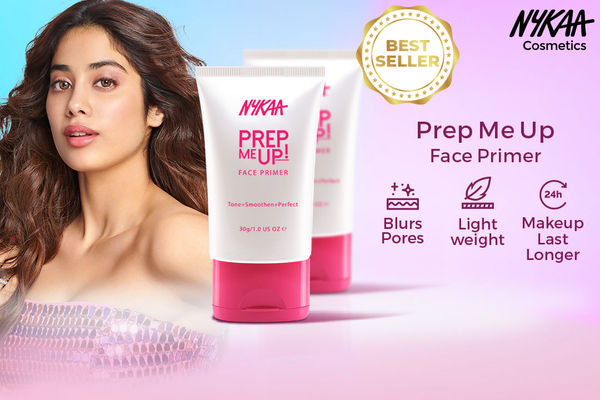 NYKAA
Cosmetics
BEST
SELLER
NYKAA
PREP
ME UP!
FACE PRIMER
Tone+Smoothen+Perfect
30g/1.0 US OZ ℮
Prep Me Up
Face Primer
24h
Blurs
Pores
Light
weight
Makeup
Last
Longer